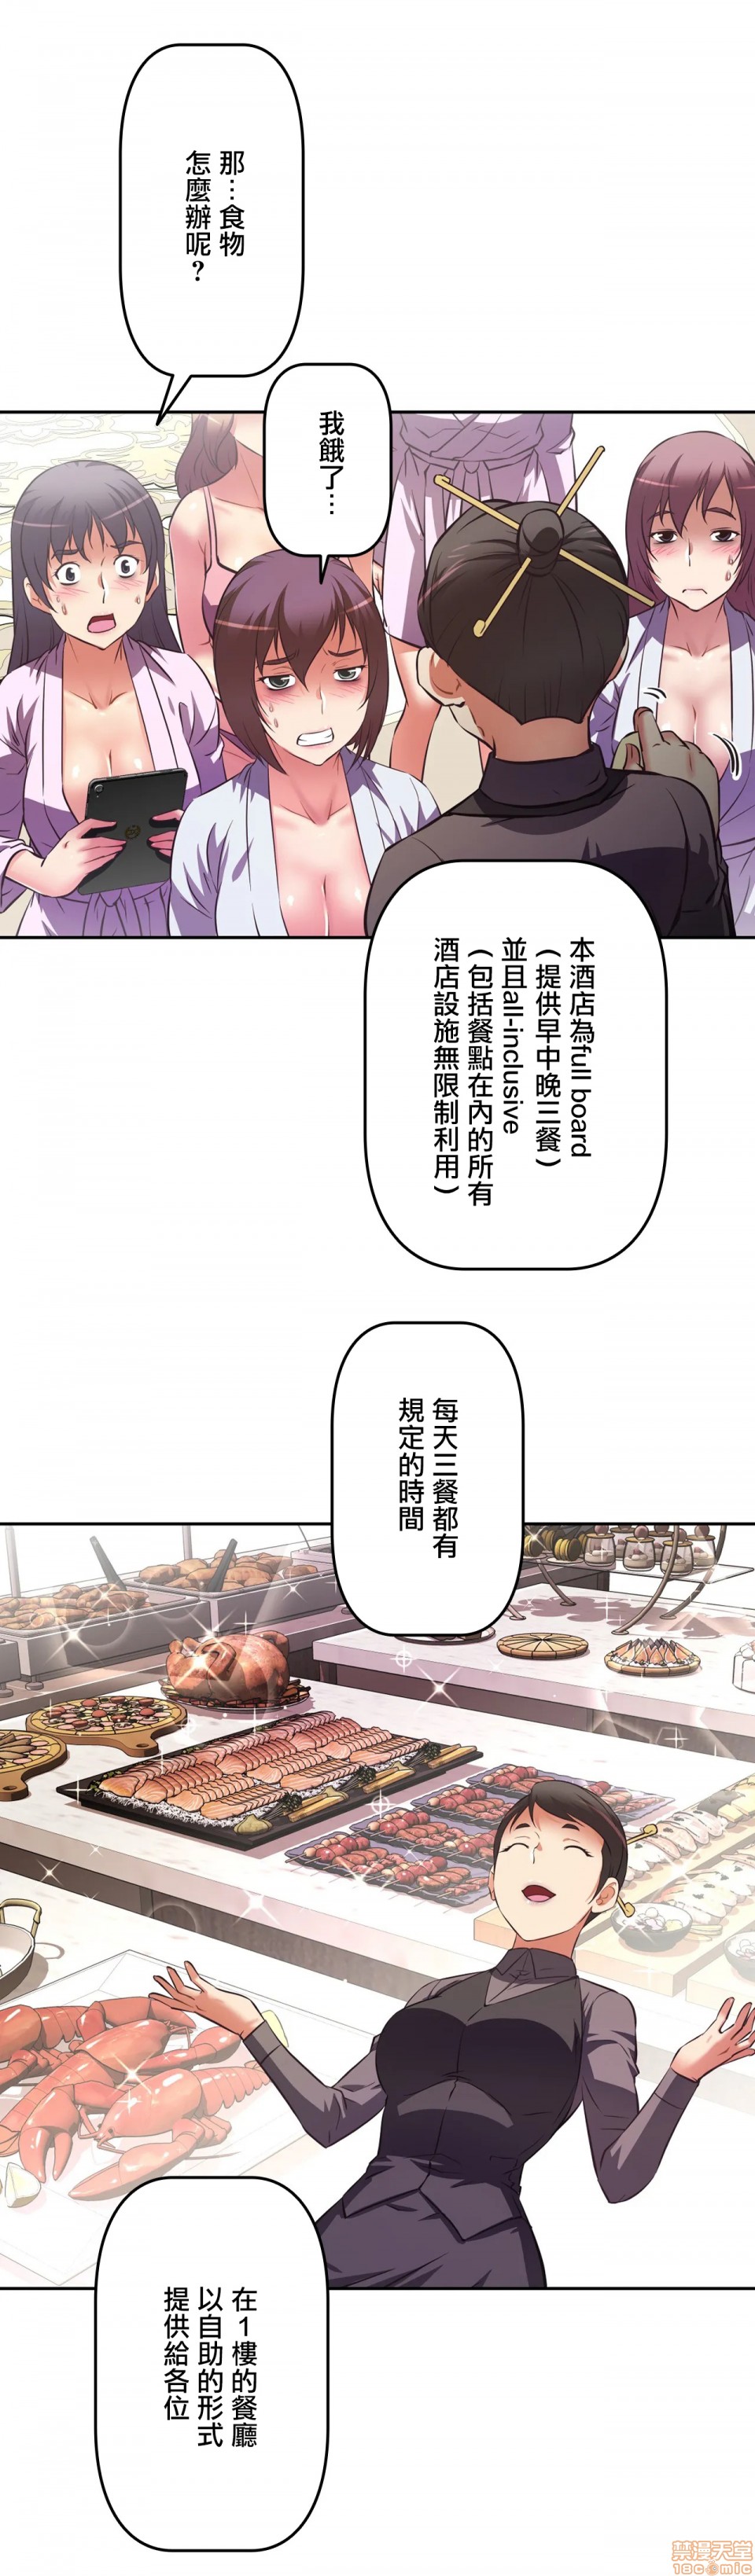 那…食物
怎麼辦呢？
我餓了…
本酒店為full board
（提供早中晚三餐）
並且all-inclusive
（包括餐點在內的所有
酒店設施無限制利用）
每天三餐都有
規定的時間
在1樓的餐廳
以自助的形式
提供給各位
禁漫天堂
18comic